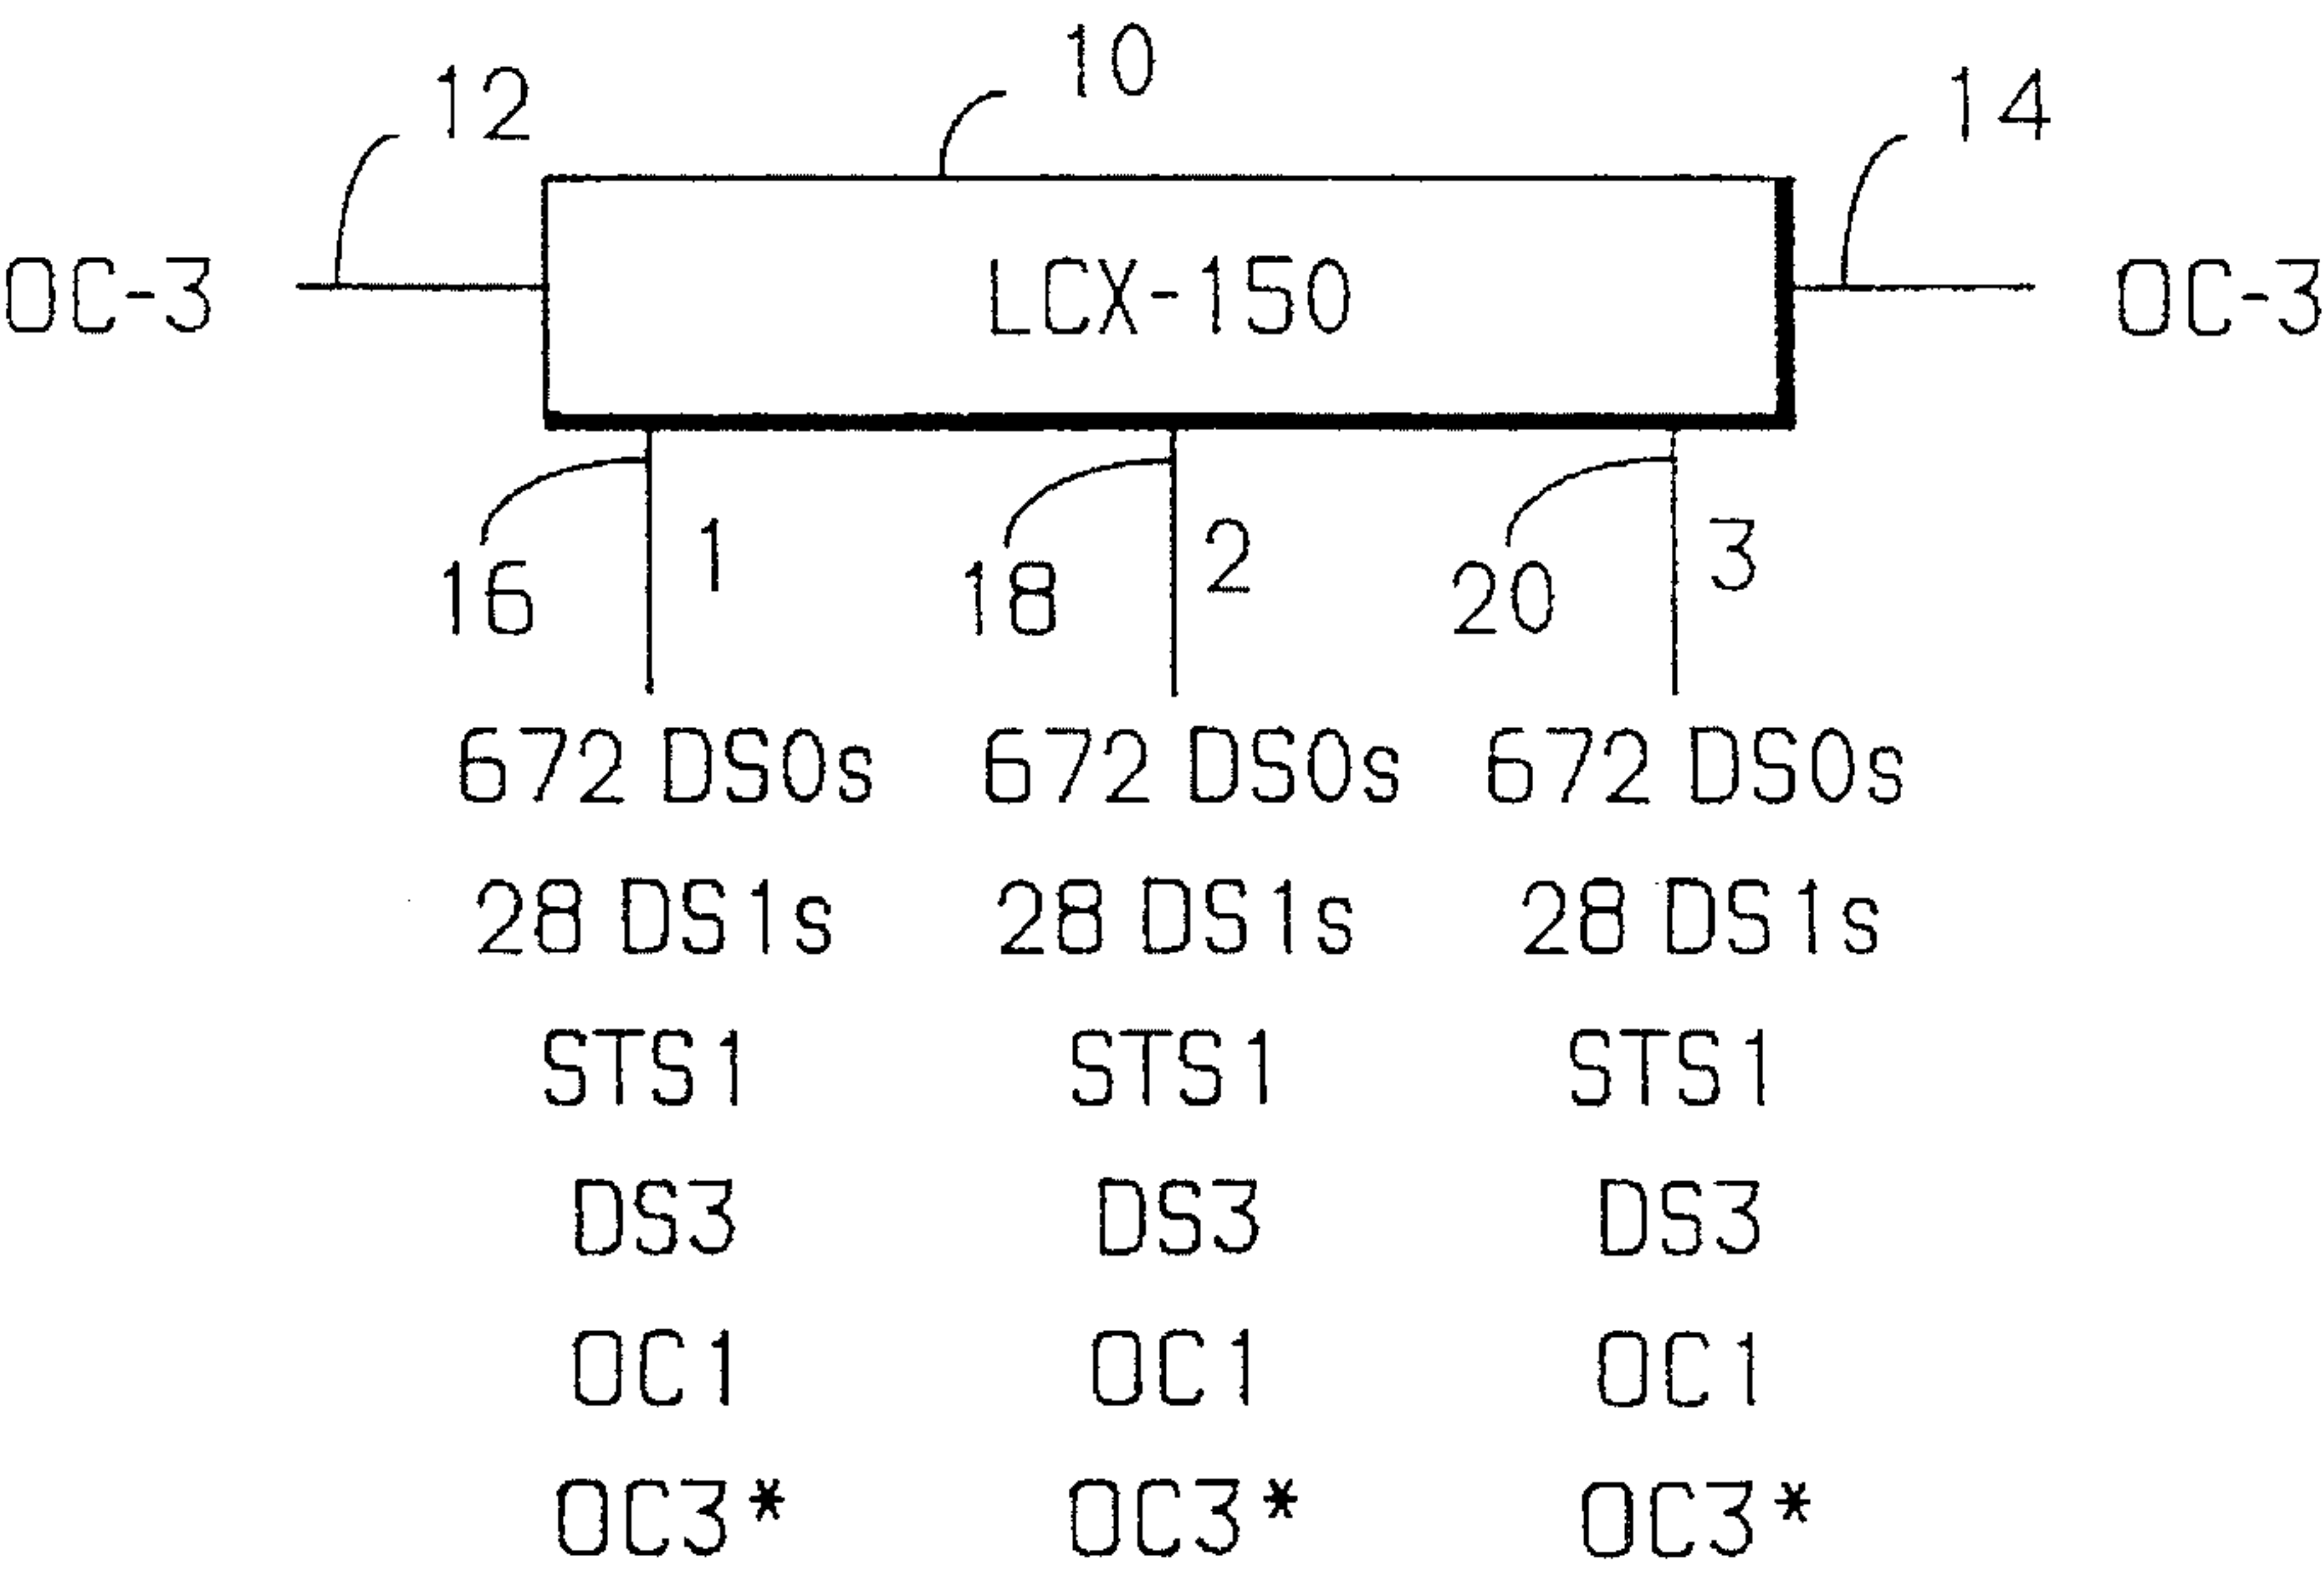 10
12
14
OC-3
LCX-150
OC-3
16
1
18
2
20
3
672 DS0s
672 DS0s
672 DS0s
28 DS1s
28 DS1s
28 DS1s
STS1
STS1
STS1
DS3
DS3
DS3
OC1
OC1
OC1
OC3*
OC3*
OC3*